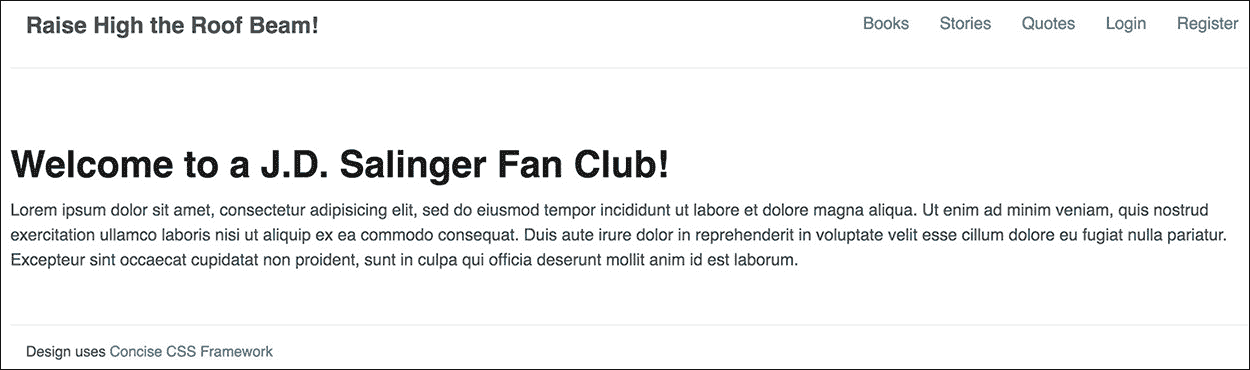 Raise High the Roof Beam!
Books Stories Quotes Login Register
Welcome to a J.D. Salinger Fan Club!
Lorem ipsum dolor sit amet, consectetur adipisicing elit, sed do eiusmod tempor incididunt ut labore et dolore magna aliqua. Ut enim ad minim veniam, quis nostrud
exercitation ullamco laboris nisi ut aliquip ex ea commodo consequat. Duis aute irure dolor in reprehenderit in voluptate velit esse cillum dolore eu fugiat nulla pariatur.
Excepteur sint occaecat cupidatat non proident, sunt in culpa qui officia deserunt mollit anim id est laborum.
Design uses Concise CSS Framework